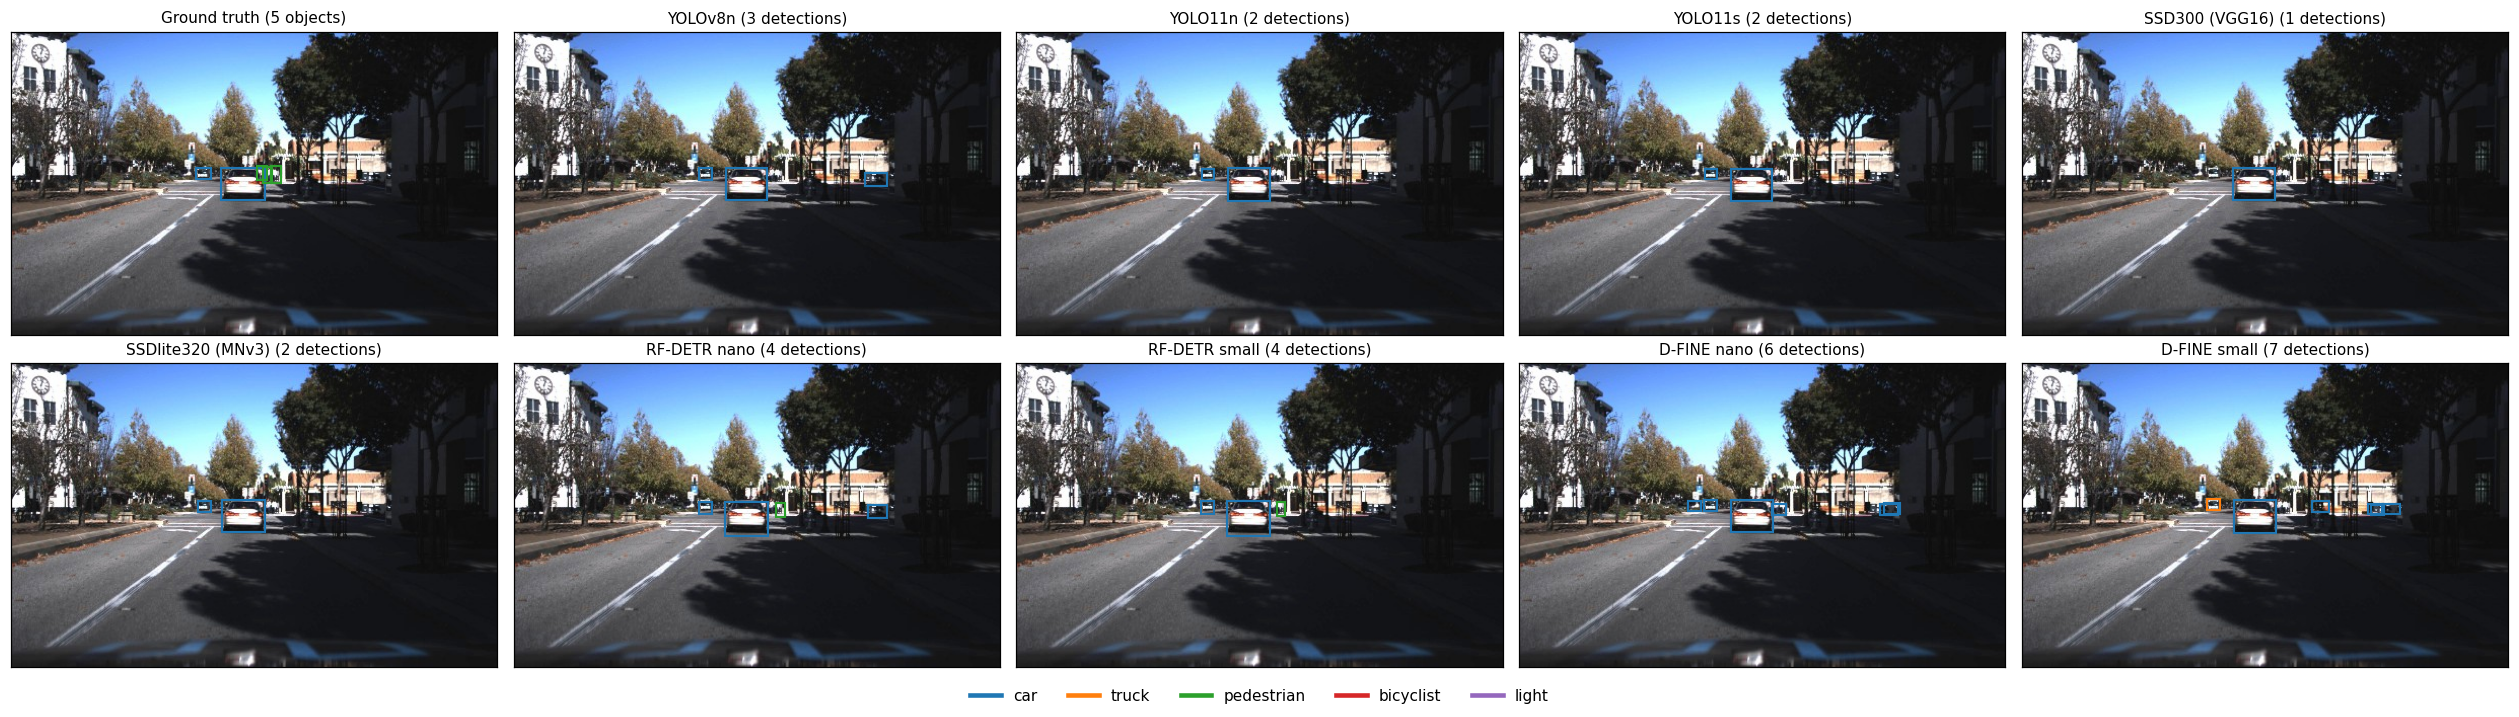 Ground truth (5 objects)
YOLOv8n (3 detections)
YOLO11n (2 detections)
YOLO11s (2 detections)
SSD300 (VGG16) (1 detections)
SSDlite320 (MNv3) (2 detections)
RF-DETR nano (4 detections)
RF-DETR small (4 detections)
D-FINE nano (6 detections)
D-FINE small (7 detections)
car
truck
pedestrian
bicyclist
light